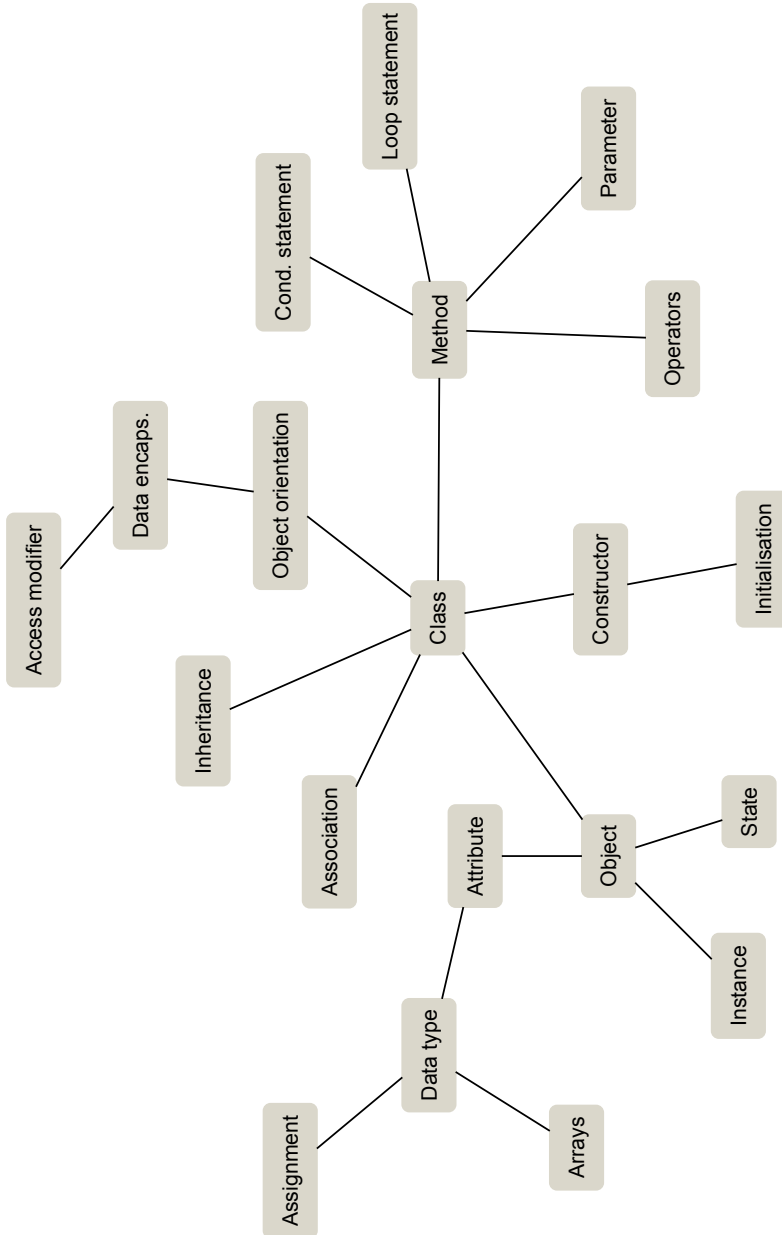 Access modifier
Data encaps.
Inheritance
Assignment
Object orientation
Cond. statement
Association
Loop statement
Data type
Class
Method
Attribute
Arrays
Object
Constructor
Parameter
Operators
Instance
State
Initialisation